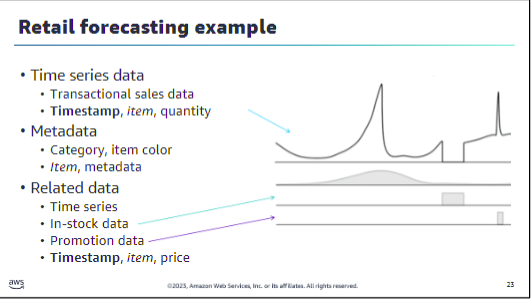 Retail forecasting example
• Time series data
• Transactional sales data
• Timestamp, item, quantity
• Metadata
• Category, item color
• Item, metadata
• Related data
• Time series
• In-stock data
• Promotion data
• Timestamp, item, price
aws
©2023, Amazon Web Services, Inc. or its affiliates. All rights reserved.
23